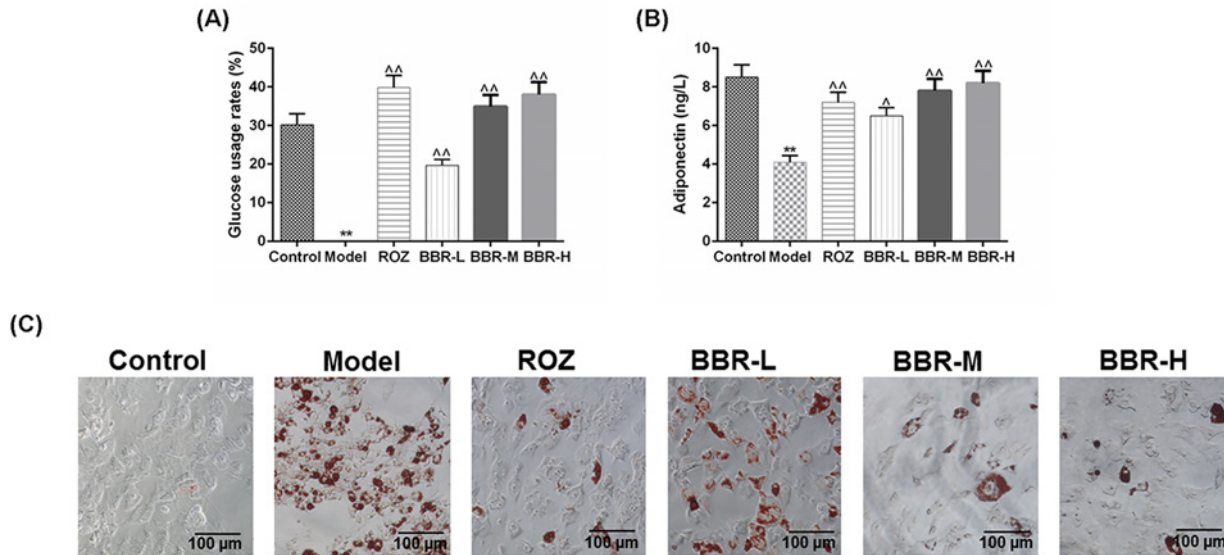 (A)
Glucose usage rates (%)
50
40
30
20
10
0
**
^^
^^
^^
^^
Control Model ROZ BBR-L BBR-M BBR-H
(B)
Adiponectin (ng/L)
10
8
6
4
2
0
**
^^
^
^^
^^
Control Model ROZ BBR-L BBR-M BBR-H
(C)
Control Model ROZ BBR-L BBR-M BBR-H
100 µm 100 µm 100 µm 100 µm 100 µm 100 µm